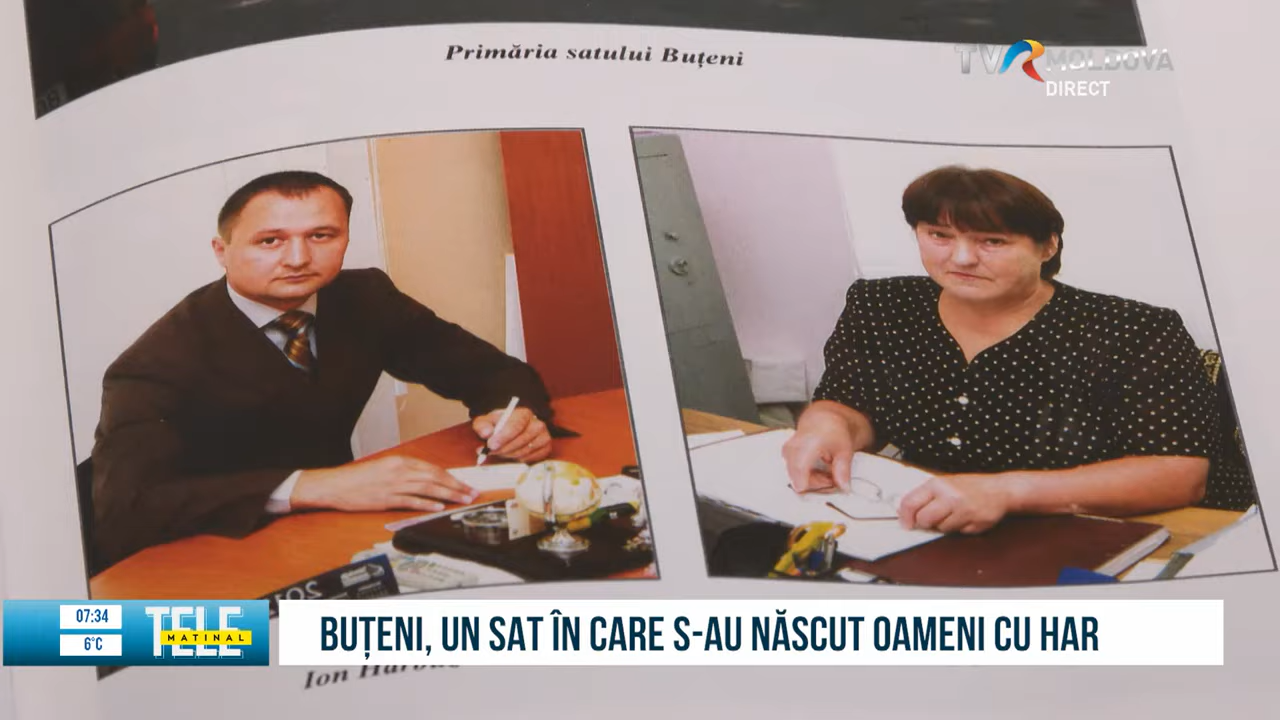 Primăria satului Buțeni
TVR MOLDOVA
DIRECT
07:34
6°C
TELE
MATINAL
BUȚENI, UN SAT ÎN CARE S-AU NĂSCUT OAMENI CU HAR
Ion